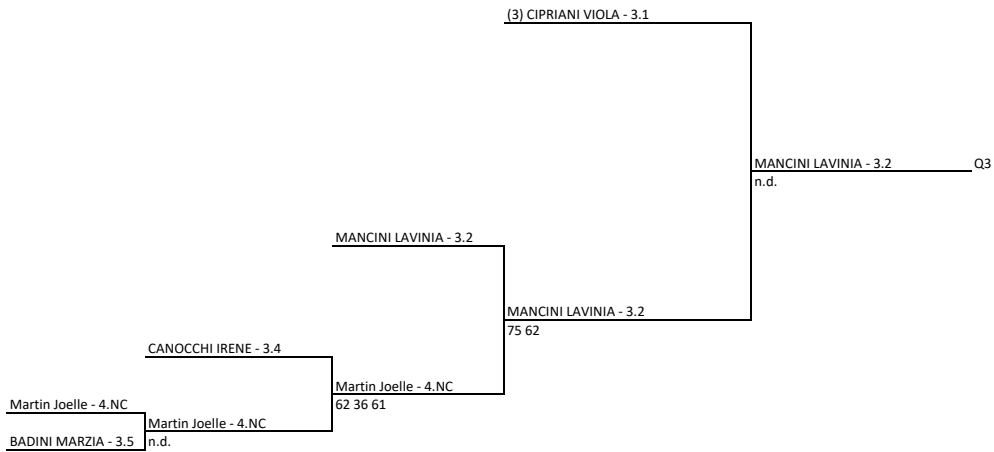 (3) CIPRIANI VIOLA - 3.1
MANCINI LAVINIA - 3.2
Q3
n.d.
MANCINI LAVINIA - 3.2
MANCINI LAVINIA - 3.2
75 62
CANOCCHI IRENE - 3.4
Martin Joelle - 4.NC
62 36 61
Martin Joelle - 4.NC
Martin Joelle - 4.NC
BADINI MARZIA - 3.5
n.d.